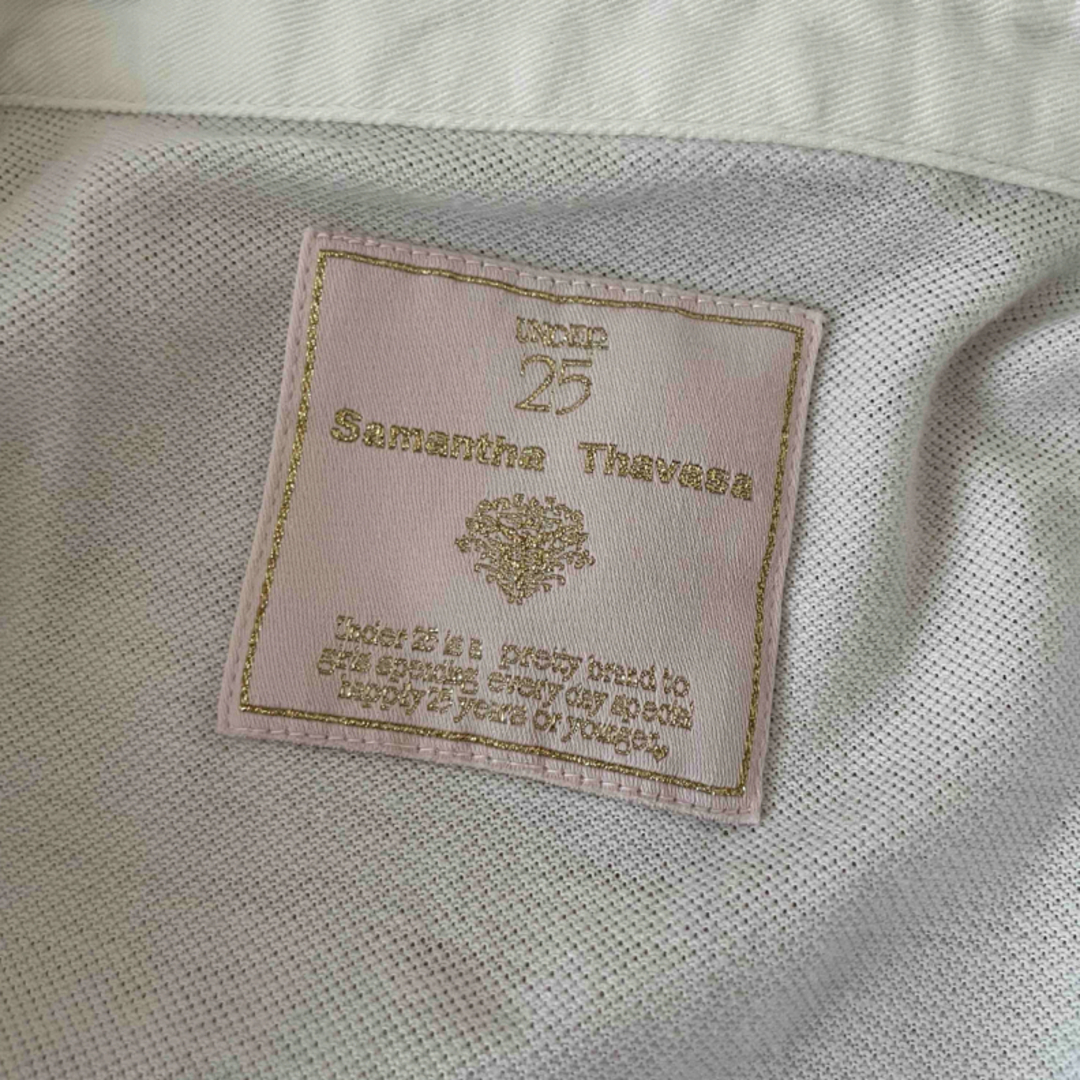 UNDER
25
Samantha Thavasa
Under 25 is a pretty brand to
girls spending every day special
happily 25 years or younger.